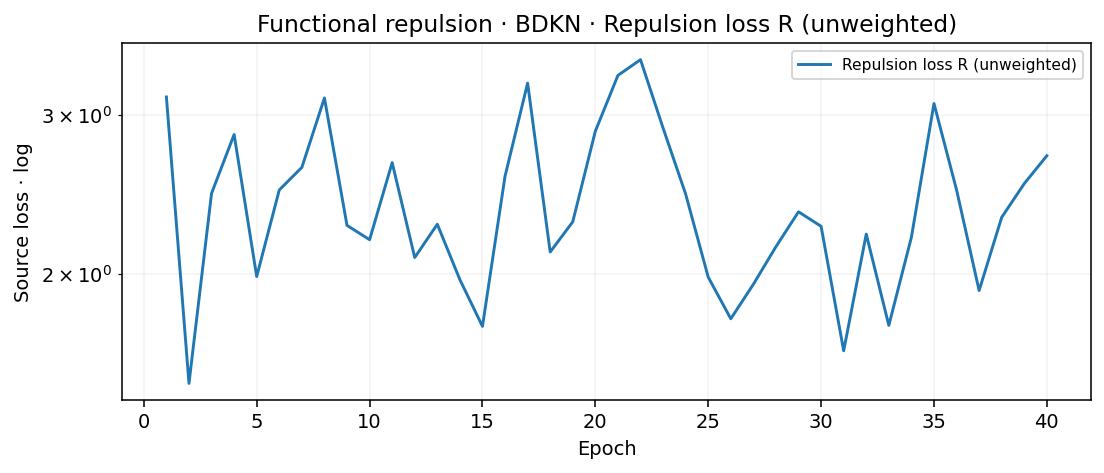 Functional repulsion · BDKN · Repulsion loss R (unweighted)
Repulsion loss R (unweighted)
Source loss · log
3 × 10⁰
2 × 10⁰
0 5 10 15 20 25 30 35 40
Epoch